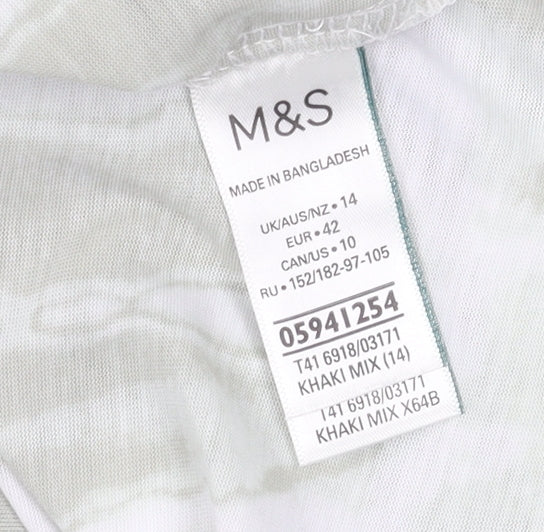 M&S
MADE IN BANGLADESH
UK/AUS/NZ • 14
EUR • 42
CAN/US • 10
RU • 152/182-97-105
05941254
T41 6918/03171
KHAKI MIX (14)
T41 6918/03171
KHAKI MIX X64B